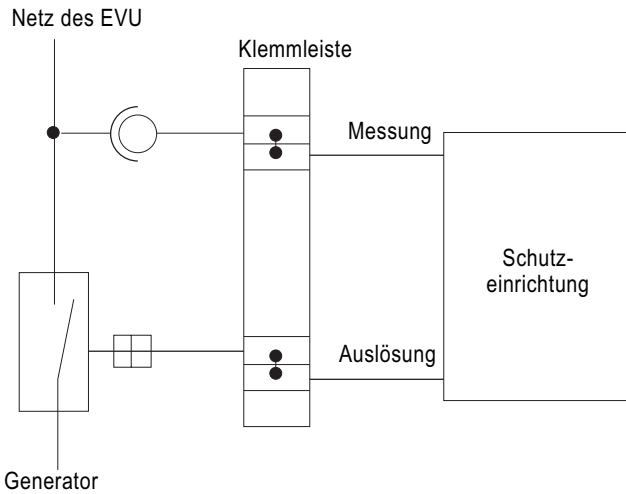 Netz des EVU
Klemmleiste
Messung
Schutz-
einrichtung
Auslösung
Generator